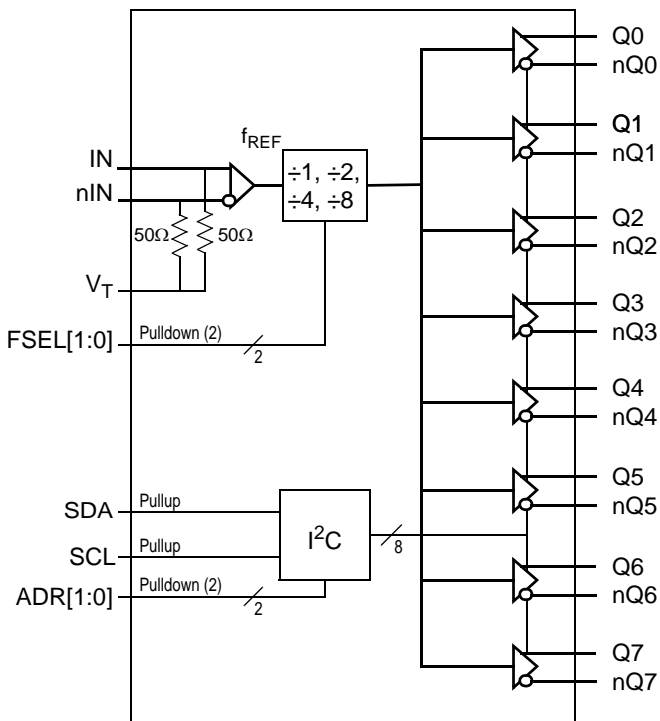 Q0
nQ0
Q1
nQ1
Q2
nQ2
Q3
nQ3
Q4
nQ4
Q5
nQ5
Q6
nQ6
Q7
nQ7
IN
nIN
50Ω
50Ω
VT
FSEL[1:0]
Pulldown (2)
2
fREF
÷1, ÷2,
÷4, ÷8
SDA
Pullup
SCL
Pullup
ADR[1:0]
Pulldown (2)
2
I²C
8